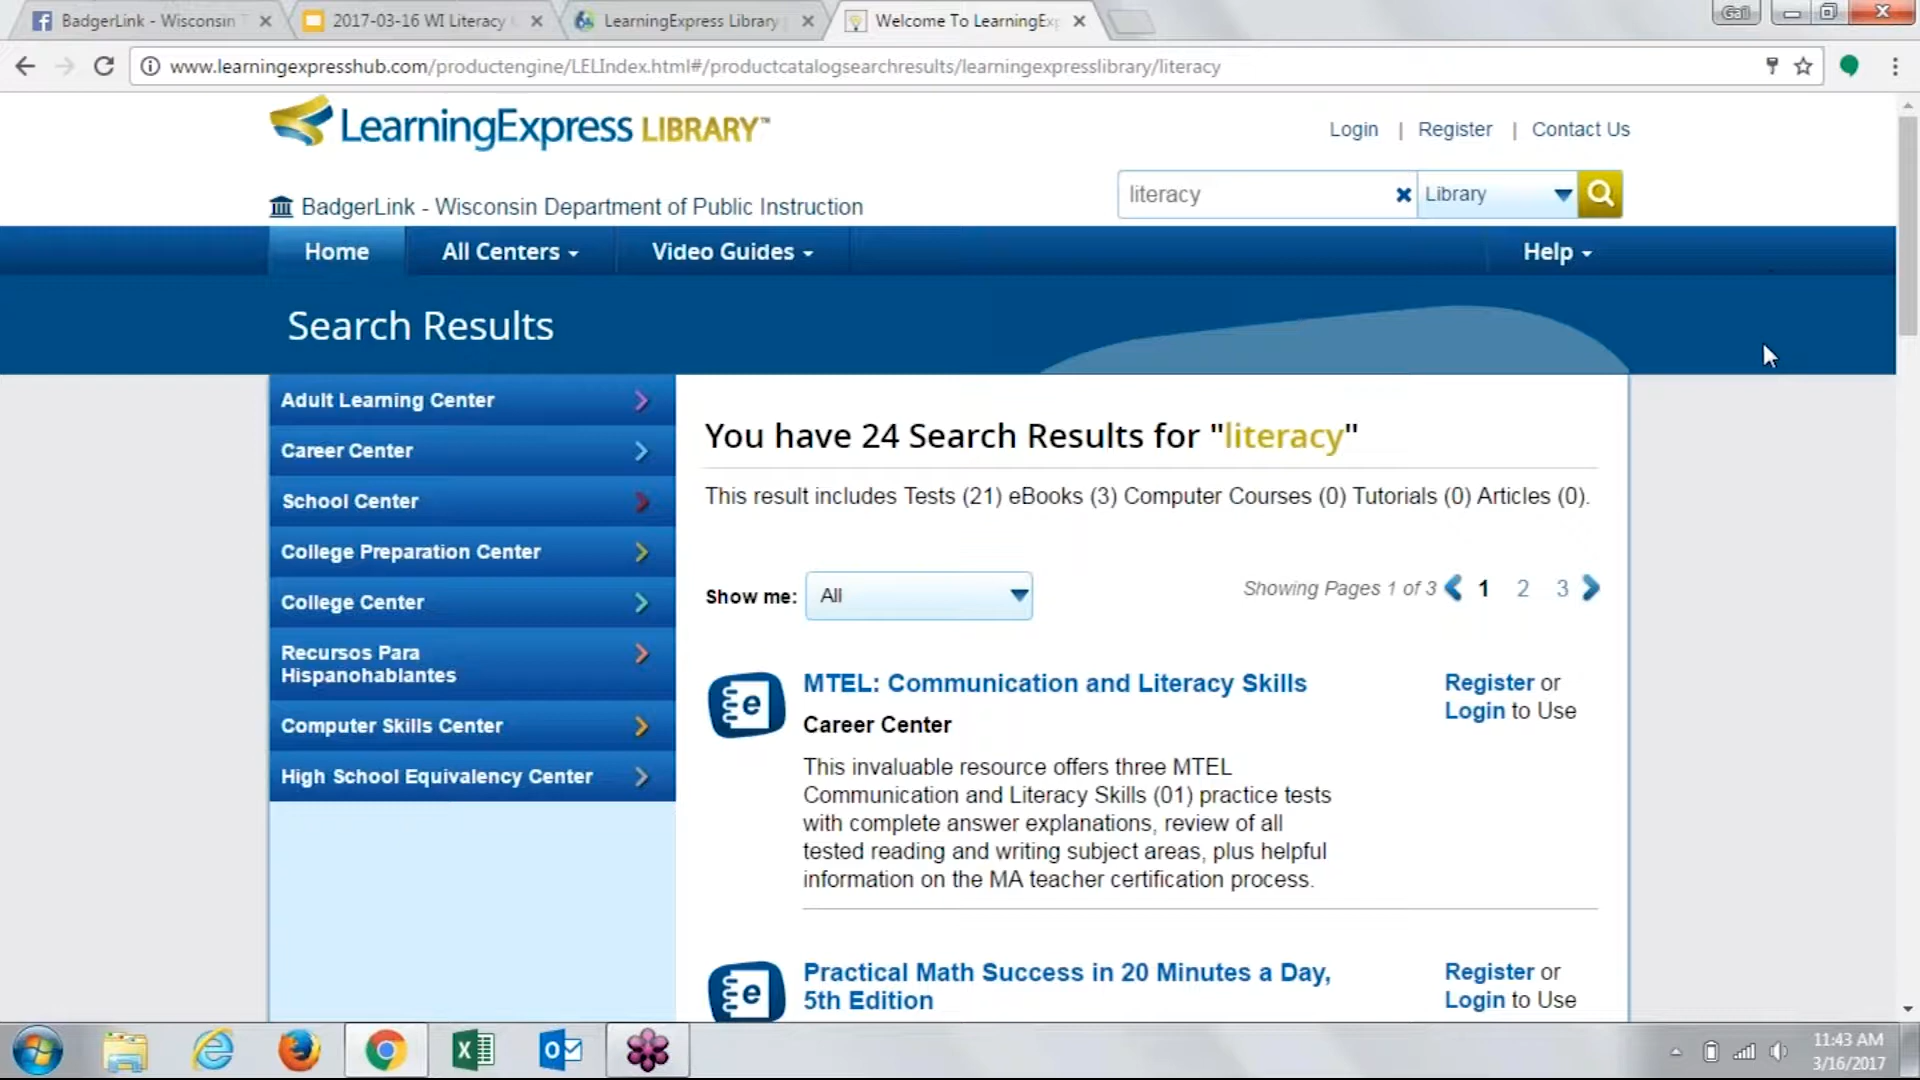 BadgerLink - Wisconsin T
2017-03-16 WI Literacy
LearningExpress Library
Welcome To LearningEx
Gail
www.learningexpresshub.com/productengine/LELIndex.html#/productcatalogsearchresults/learningexpresslibrary/literacy
LearningExpress LIBRARY™
Login | Register | Contact Us
literacy Library
BadgerLink - Wisconsin Department of Public Instruction
Home All Centers Video Guides Help
Search Results
Adult Learning Center
Career Center
School Center
College Preparation Center
College Center
Recursos Para
Hispanohablantes
Computer Skills Center
High School Equivalency Center
You have 24 Search Results for "literacy"
This result includes Tests (21) eBooks (3) Computer Courses (0) Tutorials (0) Articles (0).
Show me: All
Showing Pages 1 of 3 1 2 3
MTEL: Communication and Literacy Skills
Career Center
This invaluable resource offers three MTEL
Communication and Literacy Skills (01) practice tests
with complete answer explanations, review of all
tested reading and writing subject areas, plus helpful
information on the MA teacher certification process.
Register or
Login to Use
Practical Math Success in 20 Minutes a Day,
5th Edition
Register or
Login to Use
11:43 AM
3/16/2017